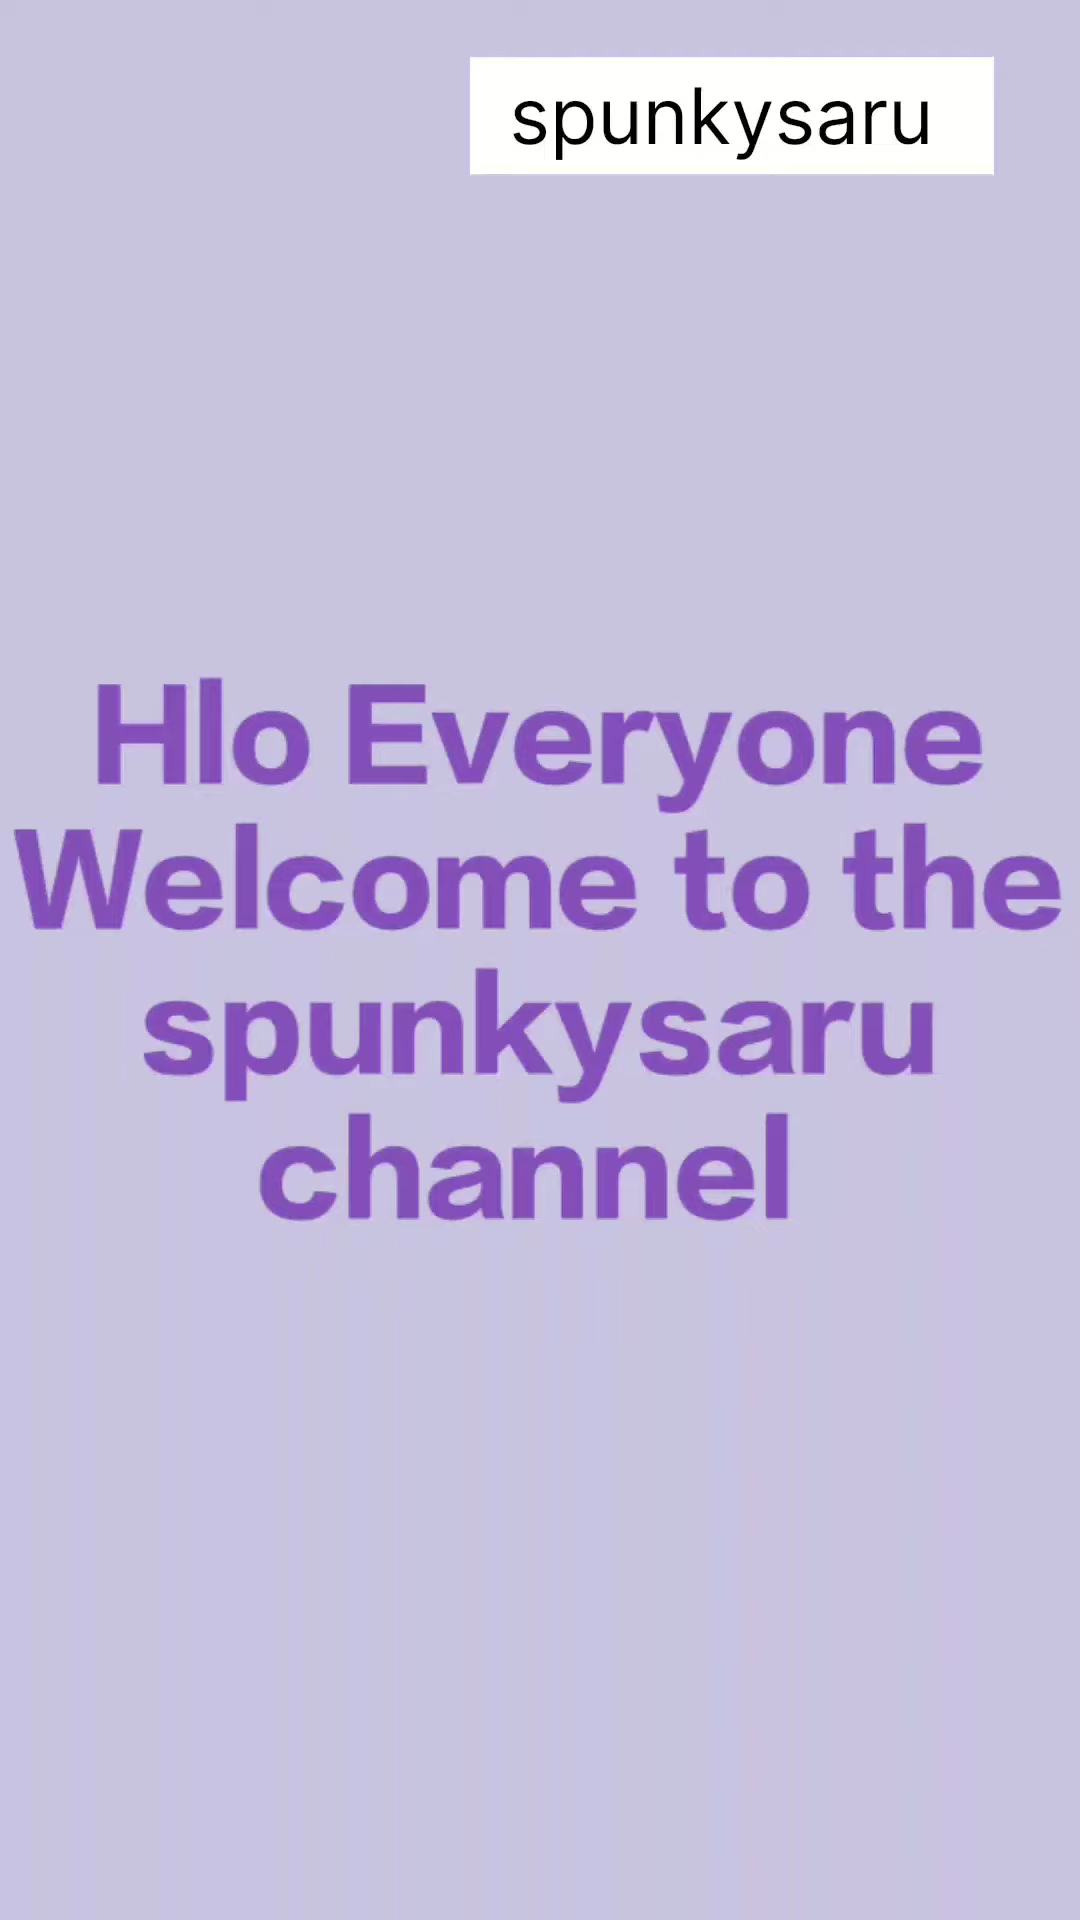 spunkysaru
Hlo Everyone
Welcome to the
spunkysaru
channel